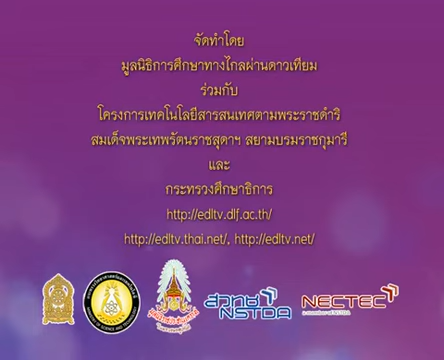 จัดทำโดย
มูลนิธิการศึกษาทางไกลผ่านดาวเทียม
ร่วมกับ
โครงการเทคโนโลยีสารสนเทศตามพระราชดำริ
สมเด็จพระเทพรัตนราชสุดาฯ สยามบรมราชกุมารี
และ
กระทรวงศึกษาธิการ
http://edltv.dlf.ac.th/
http://edltv.thai.net/, http://edltv.net/
สวทช
NSTDA
NECTEC
a member of NSTDA